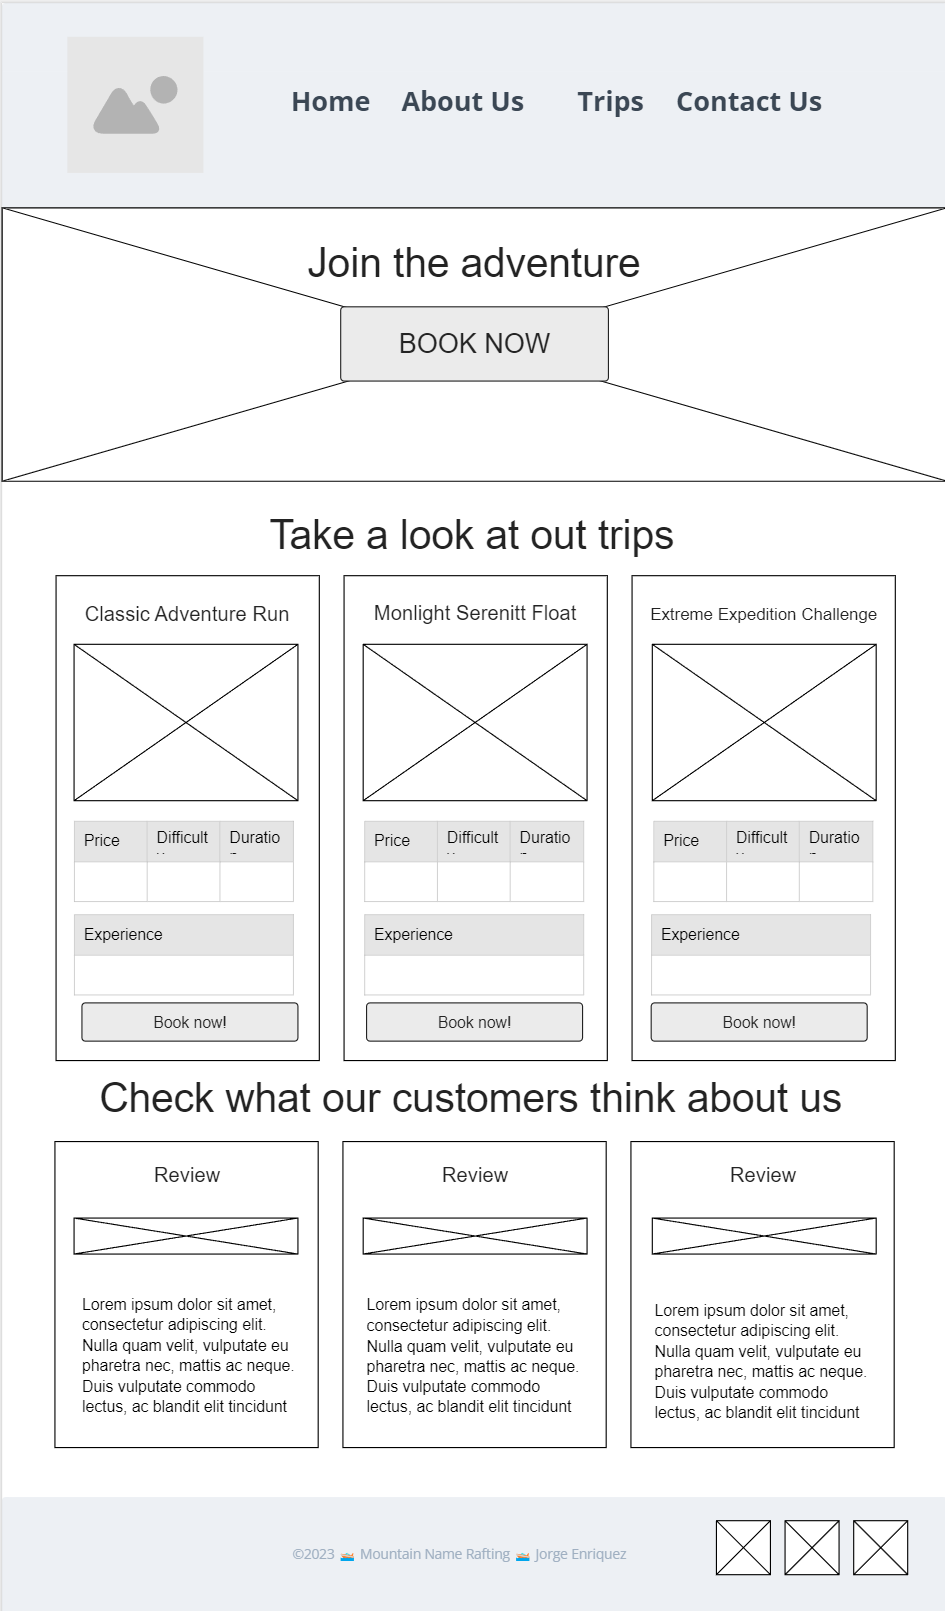 Home About Us Trips Contact Us
Join the adventure
BOOK NOW
Take a look at out trips
Classic Adventure Run
Price Difficult Duratio
Experience
Book now!
Monlight Serenitt Float
Price Difficult Duratio
Experience
Book now!
Extreme Expedition Challenge
Price Difficult Duratio
Experience
Book now!
Check what our customers think about us
Review
Lorem ipsum dolor sit amet,
consectetur adipiscing elit.
Nulla quam velit, vulputate eu
pharetra nec, mattis ac neque.
Duis vulputate commodo
lectus, ac blandit elit tincidunt
Review
Lorem ipsum dolor sit amet,
consectetur adipiscing elit.
Nulla quam velit, vulputate eu
pharetra nec, mattis ac neque.
Duis vulputate commodo
lectus, ac blandit elit tincidunt
Review
Lorem ipsum dolor sit amet,
consectetur adipiscing elit.
Nulla quam velit, vulputate eu
pharetra nec, mattis ac neque.
Duis vulputate commodo
lectus, ac blandit elit tincidunt
©2023 🏊 Mountain Name Rafting 🏊 Jorge Enriquez